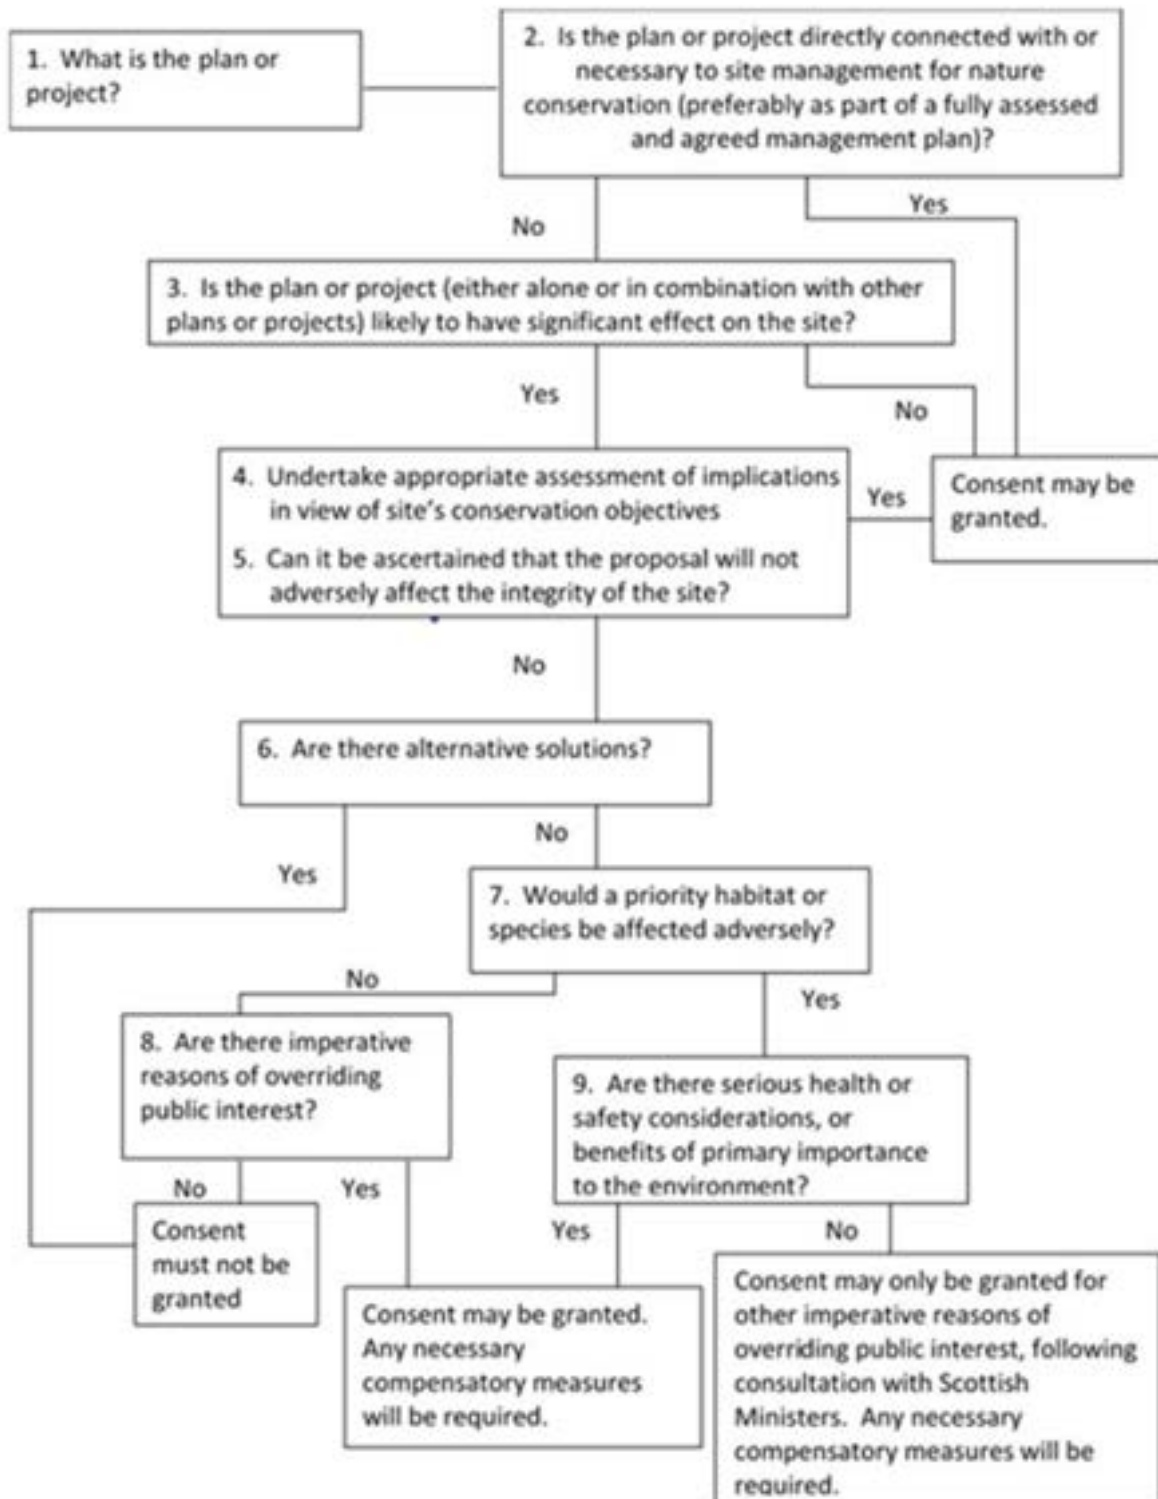 1. What is the plan or
project?
2. Is the plan or project directly connected with or
necessary to site management for nature
conservation (preferably as part of a fully assessed
and agreed management plan)?
No
Yes
3. Is the plan or project (either alone or in combination with other
plans or projects) likely to have significant effect on the site?
Yes
No
4. Undertake appropriate assessment of implications
in view of site's conservation objectives
5. Can it be ascertained that the proposal will not
adversely affect the integrity of the site?
Yes
Consent may be
granted.
No
6. Are there alternative solutions?
Yes
No
7. Would a priority habitat or
species be affected adversely?
No
Yes
8. Are there imperative
reasons of overriding
public interest?
9. Are there serious health or
safety considerations, or
benefits of primary importance
to the environment?
No
Yes
Consent
must not be
granted
Yes
No
Consent may be granted.
Any necessary
compensatory measures
will be required.
Consent may only be granted for
other imperative reasons of
overriding public interest, following
consultation with Scottish
Ministers. Any necessary
compensatory measures will be
required.